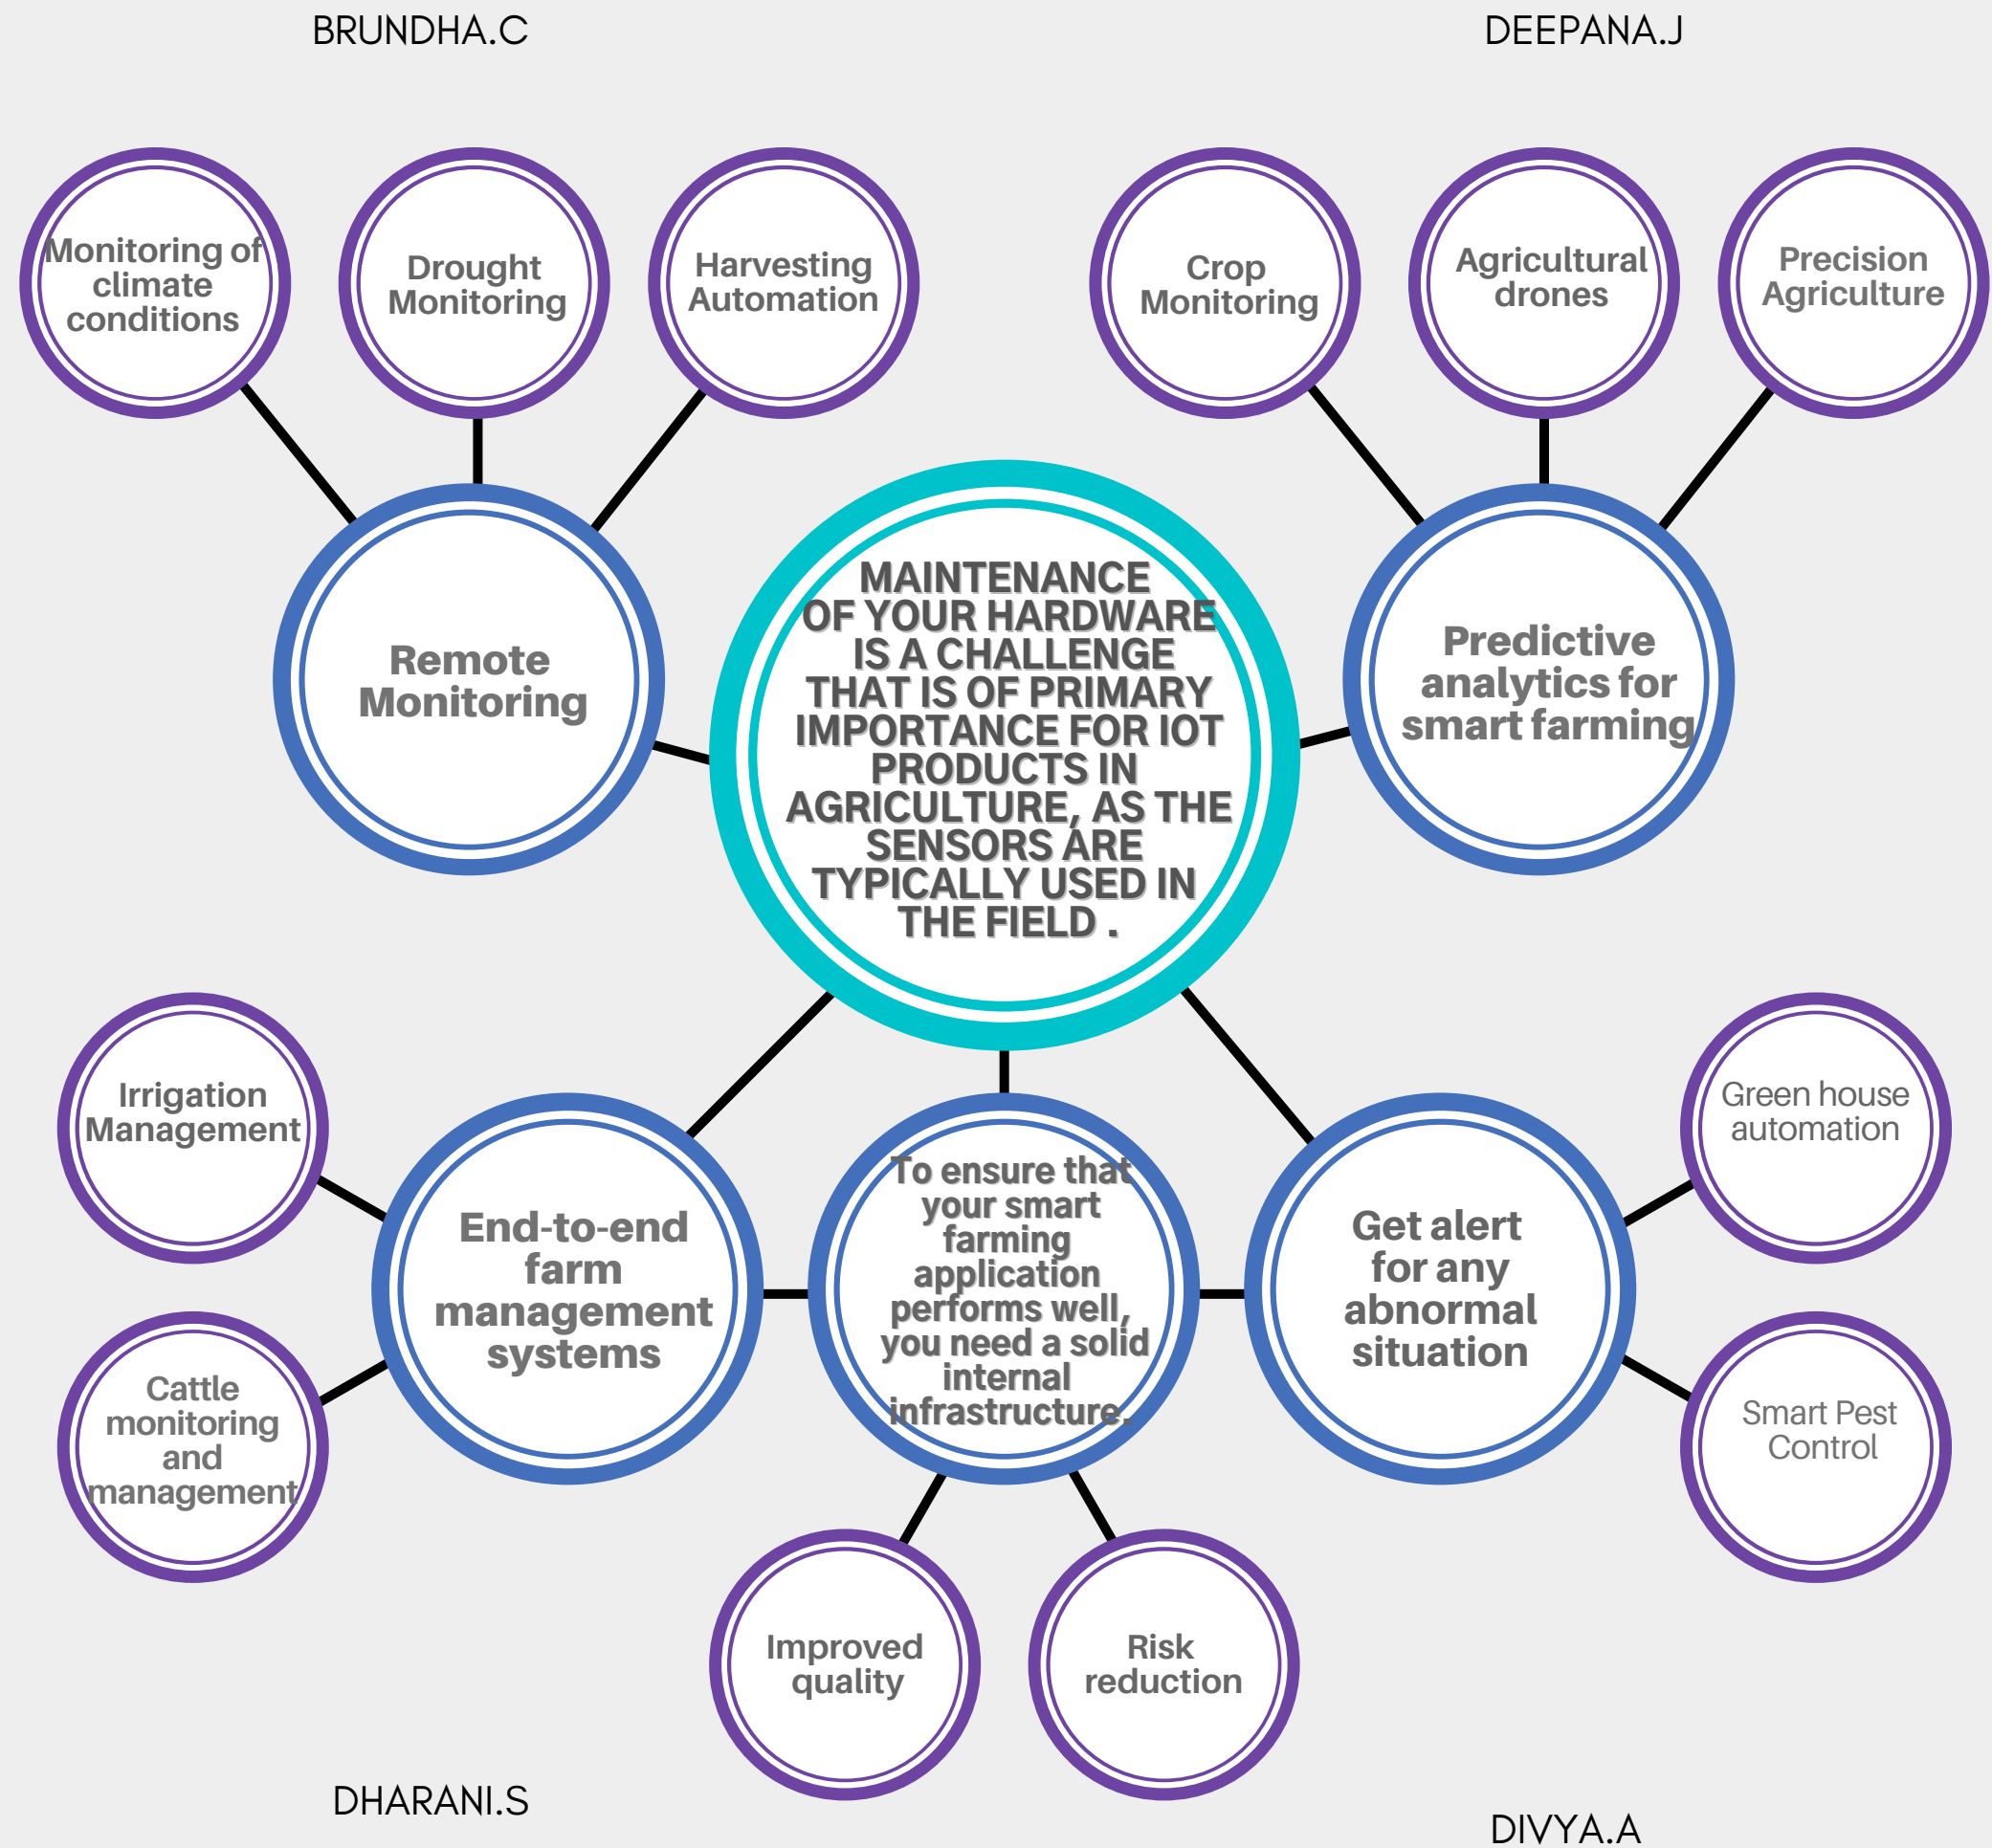 BRUNDHA.C
DEEPANA.J
Monitoring of
climate
conditions
Drought
Monitoring
Harvesting
Automation
Crop
Monitoring
Agricultural
drones
Precision
Agriculture
Remote
Monitoring
MAINTENANCE
OF YOUR HARDWARE
IS A CHALLENGE
THAT IS OF PRIMARY
IMPORTANCE FOR IOT
PRODUCTS IN
AGRICULTURE, AS THE
SENSORS ARE
TYPICALLY USED IN
THE FIELD .
Predictive
analytics for
smart farming
Irrigation
Management
Cattle
monitoring
and
management
End-to-end
farm
management
systems
To ensure that
your smart
farming
application
performs well,
you need a solid
internal
infrastructure.
Get alert
for any
abnormal
situation
Green house
automation
Smart Pest
Control
Improved
quality
Risk
reduction
DHARANI.S
DIVYA.A